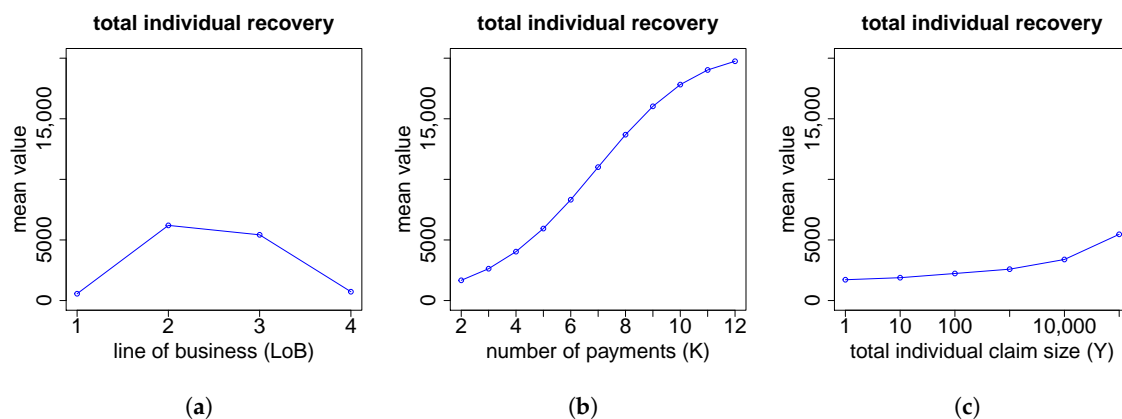 total individual recovery
mean value
0
5000
15,000
1
2
3
4
line of business (LoB)
(a)
total individual recovery
mean value
0
5000
15,000
2
4
6
8
10
12
number of payments (K)
(b)
total individual recovery
mean value
0
5000
15,000
1
10
100
10,000
total individual claim size (Y)
(c)